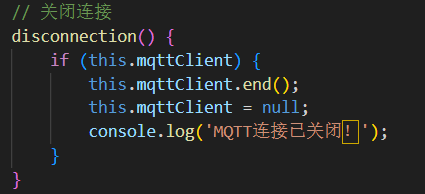 // 关闭连接
disconnection() {
    if (this.mqttClient) {
        this.mqttClient.end();
        this.mqttClient = null;
        console.log('MQTT连接已关闭！');
    }
}